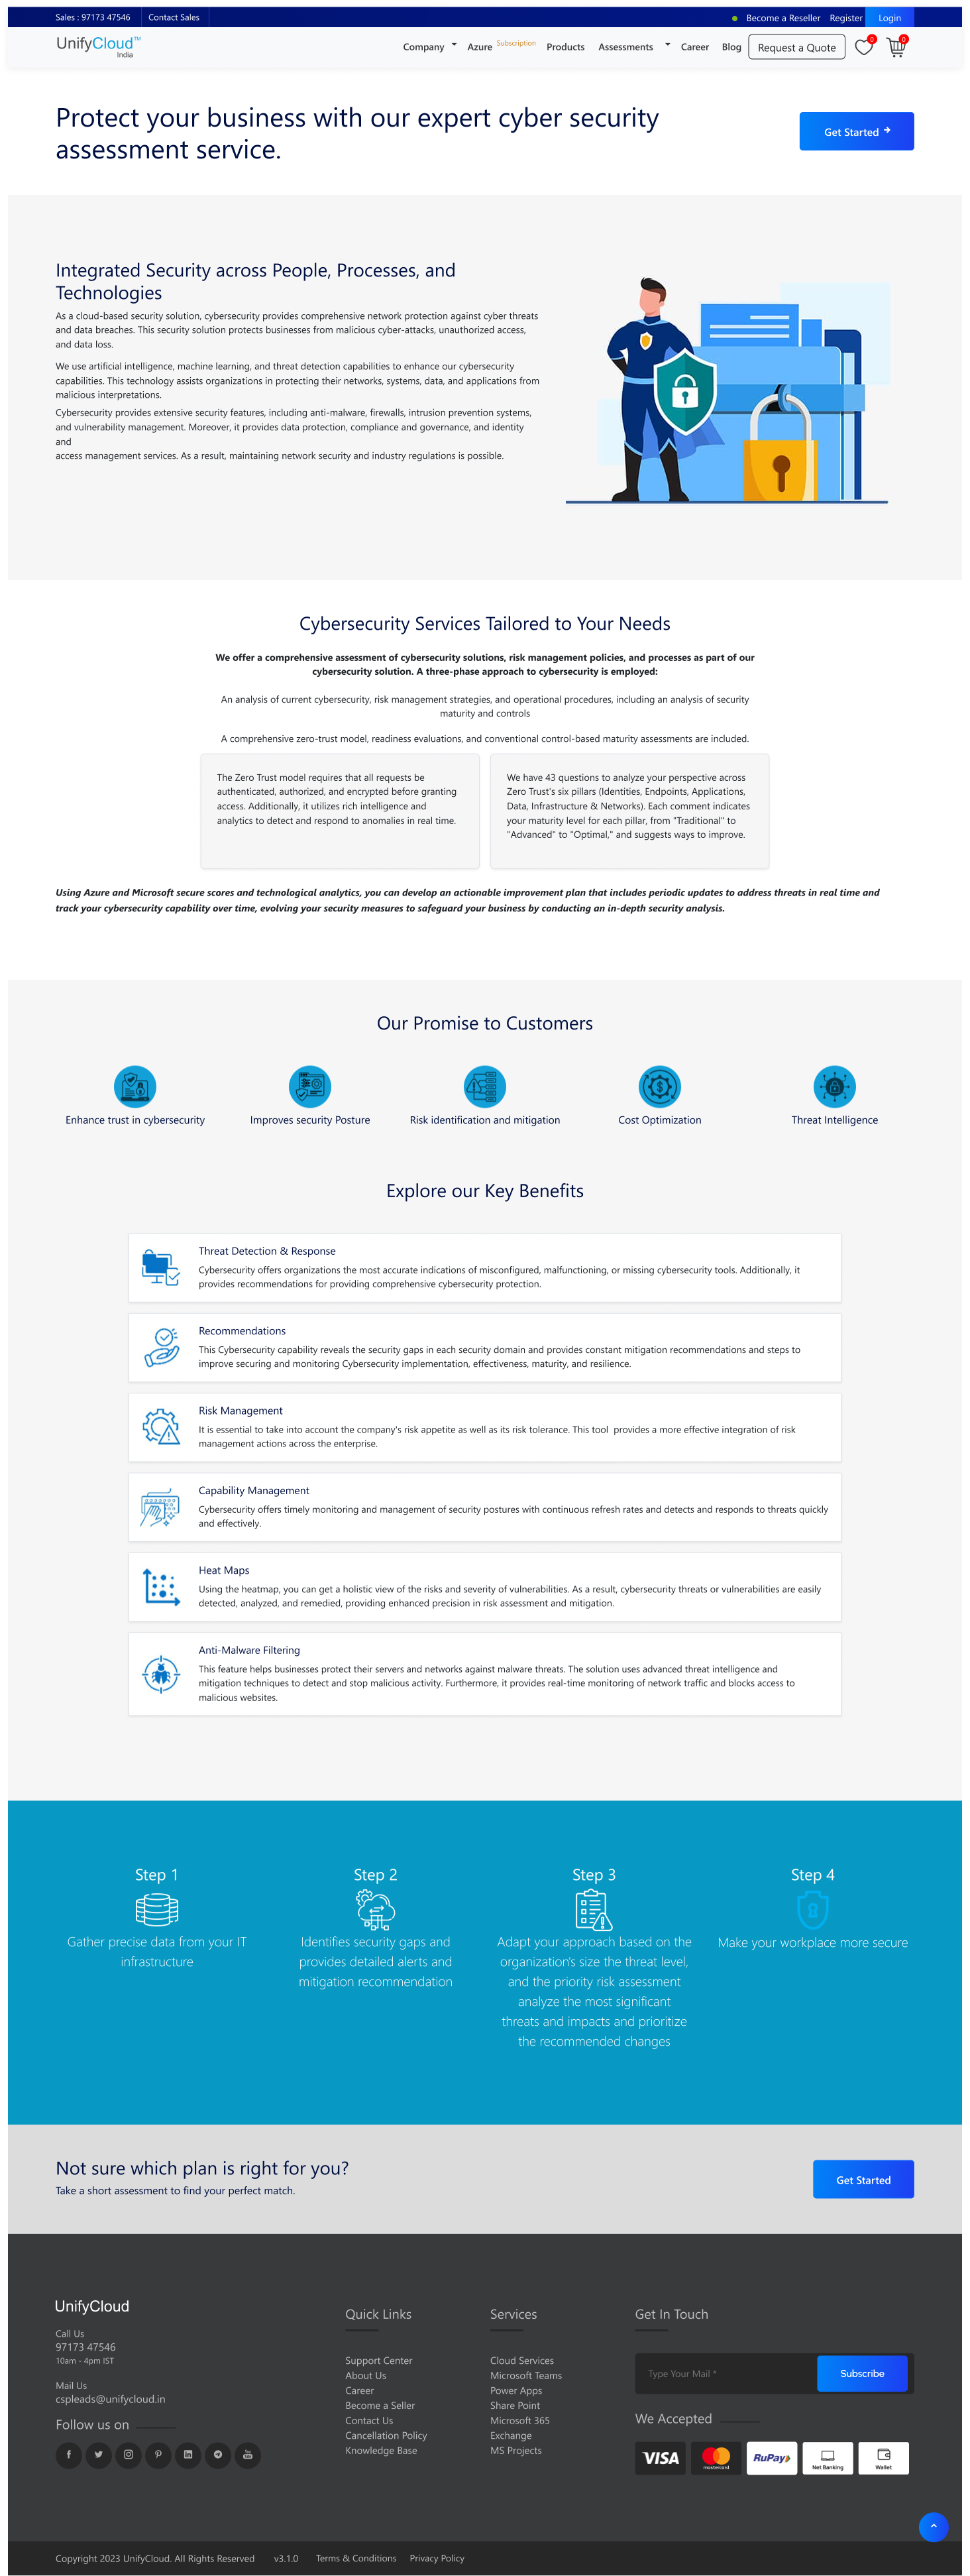 Sales : 97173 47546 Contact Sales Become a Reseller Register Login
UnifyCloud™
India
Company Azure Subscription Products Assessments Career Blog Request a Quote 0 0
Protect your business with our expert cyber security
assessment service.
Get Started
Integrated Security across People, Processes, and
Technologies
As a cloud-based security solution, cybersecurity provides comprehensive network protection against cyber threats
and data breaches. This security solution protects businesses from malicious cyber-attacks, unauthorized access,
and data loss.
We use artificial intelligence, machine learning, and threat detection capabilities to enhance our cybersecurity
capabilities. This technology assists organizations in protecting their networks, systems, data, and applications from
malicious interpretations.
Cybersecurity provides extensive security features, including anti-malware, firewalls, intrusion prevention systems,
and vulnerability management. Moreover, it provides data protection, compliance and governance, and identity
and
access management services. As a result, maintaining network security and industry regulations is possible.
Cybersecurity Services Tailored to Your Needs
We offer a comprehensive assessment of cybersecurity solutions, risk management policies, and processes as part of our
cybersecurity solution. A three-phase approach to cybersecurity is employed:
An analysis of current cybersecurity, risk management strategies, and operational procedures, including an analysis of security
maturity and controls
A comprehensive zero-trust model, readiness evaluations, and conventional control-based maturity assessments are included.
The Zero Trust model requires that all requests be
authenticated, authorized, and encrypted before granting
access. Additionally, it utilizes rich intelligence and
analytics to detect and respond to anomalies in real time.
We have 43 questions to analyze your perspective across
Zero Trust's six pillars (Identities, Endpoints, Applications,
Data, Infrastructure & Networks). Each comment indicates
your maturity level for each pillar, from "Traditional" to
"Advanced" to "Optimal," and suggests ways to improve.
Using Azure and Microsoft secure scores and technological analytics, you can develop an actionable improvement plan that includes periodic updates to address threats in real time and
track your cybersecurity capability over time, evolving your security measures to safeguard your business by conducting an in-depth security analysis.
Our Promise to Customers
Enhance trust in cybersecurity
Improves security Posture
Risk identification and mitigation
Cost Optimization
Threat Intelligence
Explore our Key Benefits
Threat Detection & Response
Cybersecurity offers organizations the most accurate indications of misconfigured, malfunctioning, or missing cybersecurity tools. Additionally, it
provides recommendations for providing comprehensive cybersecurity protection.
Recommendations
This Cybersecurity capability reveals the security gaps in each security domain and provides constant mitigation recommendations and steps to
improve securing and monitoring Cybersecurity implementation, effectiveness, maturity, and resilience.
Risk Management
It is essential to take into account the company's risk appetite as well as its risk tolerance. This tool provides a more effective integration of risk
management actions across the enterprise.
Capability Management
Cybersecurity offers timely monitoring and management of security postures with continuous refresh rates and detects and responds to threats quickly
and effectively.
Heat Maps
Using the heatmap, you can get a holistic view of the risks and severity of vulnerabilities. As a result, cybersecurity threats or vulnerabilities are easily
detected, analyzed, and remedied, providing enhanced precision in risk assessment and mitigation.
Anti-Malware Filtering
This feature helps businesses protect their servers and networks against malware threats. The solution uses advanced threat intelligence and
mitigation techniques to detect and stop malicious activity. Furthermore, it provides real-time monitoring of network traffic and blocks access to
malicious websites.
Step 1
Gather precise data from your IT
infrastructure
Step 2
Identifies security gaps and
provides detailed alerts and
mitigation recommendation
Step 3
Adapt your approach based on the
organization's size the threat level,
and the priority risk assessment
analyze the most significant
threats and impacts and prioritize
the recommended changes
Step 4
Make your workplace more secure
Not sure which plan is right for you?
Take a short assessment to find your perfect match.
Get Started
UnifyCloud
Call Us
97173 47546
10am - 4pm IST
Mail Us
cspleads@unifycloud.in
Follow us on
Quick Links
Support Center
About Us
Career
Become a Seller
Contact Us
Cancellation Policy
Knowledge Base
Services
Cloud Services
Microsoft Teams
Power Apps
Share Point
Microsoft 365
Exchange
MS Projects
Get In Touch
Type Your Mail *
Subscribe
We Accepted
VISA
mastercard
RuPay
Net Banking
Wallet
Copyright 2023 UnifyCloud. All Rights Reserved v3.1.0 Terms & Conditions Privacy Policy